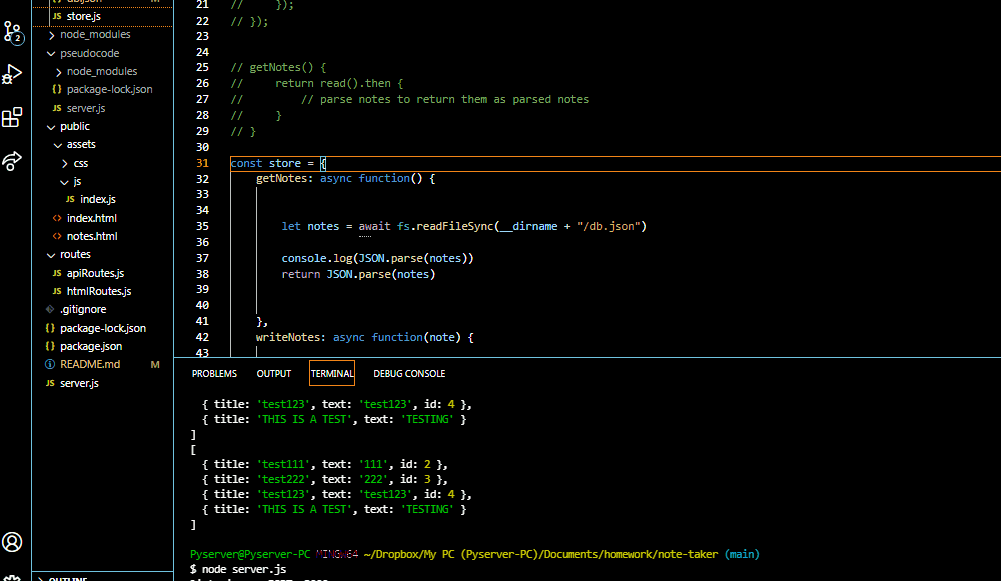 store.js
node_modules
pseudocode
node_modules
package-lock.json
server.js
public
assets
css
js
index.js
index.html
notes.html
routes
apiRoutes.js
htmlRoutes.js
.gitignore
package-lock.json
package.json
README.md M
server.js
OUTLINE
2
21 //     });
22 // });
23
24
25 // getNotes() {
26 //     return read().then {
27 //         // parse notes to return them as parsed notes
28 //     }
29 // }
30
31 const store = {
32     getNotes: async function() {
33
34
35         let notes = await fs.readFileSync(__dirname + "/db.json")
36
37         console.log(JSON.parse(notes))
38         return JSON.parse(notes)
39
40
41     },
42     writeNotes: async function(note) {
43
PROBLEMS OUTPUT TERMINAL DEBUG CONSOLE
  { title: 'test123', text: 'test123', id: 4 },
  { title: 'THIS IS A TEST', text: 'TESTING' }
]
[
  { title: 'test111', text: '111', id: 2 },
  { title: 'test222', text: '222', id: 3 },
  { title: 'test123', text: 'test123', id: 4 },
  { title: 'THIS IS A TEST', text: 'TESTING' }
]
Pyserver@Pyserver-PC MINGW64 ~/Dropbox/My PC (Pyserver-PC)/Documents/homework/note-taker (main)
$ node server.js